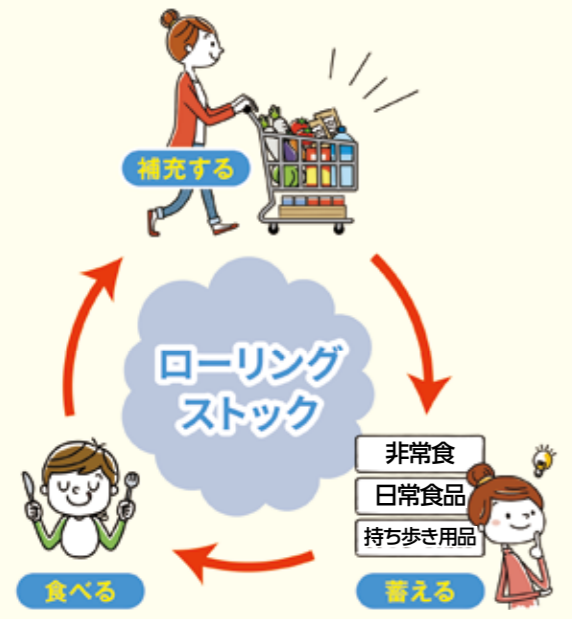 補充する
ローリング
ストック
非常食
日常食品
持ち歩き用品
蓄える
食べる